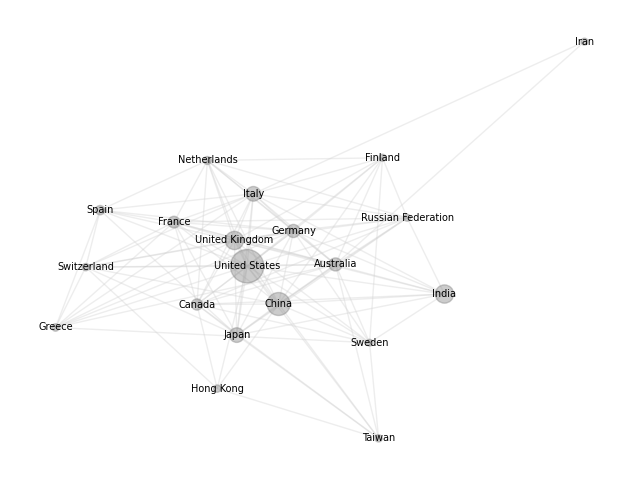 Iran
Netherlands
Finland
Italy
Spain
France
Russian Federation
Germany
United Kingdom
United States
Australia
Switzerland
India
Canada
China
Greece
Japan
Sweden
Hong Kong
Taiwan